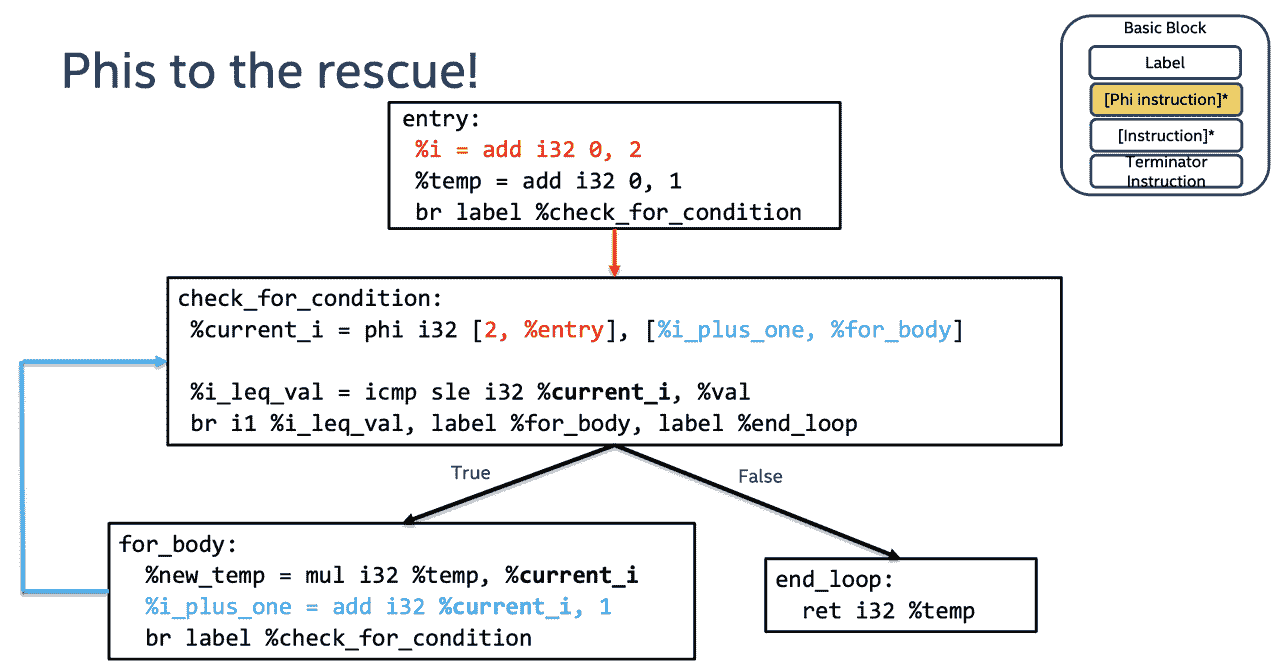 Phis to the rescue!
Basic Block
Label
[Phi instruction]*
[Instruction]*
Terminator
Instruction
entry:
%i = add i32 0, 2
%temp = add i32 0, 1
br label %check_for_condition
check_for_condition:
%current_i = phi i32 [2, %entry], [%i_plus_one, %for_body]
%i_leq_val = icmp sle i32 %current_i, %val
br i1 %i_leq_val, label %for_body, label %end_loop
True
False
for_body:
%new_temp = mul i32 %temp, %current_i
%i_plus_one = add i32 %current_i, 1
br label %check_for_condition
end_loop:
ret i32 %temp